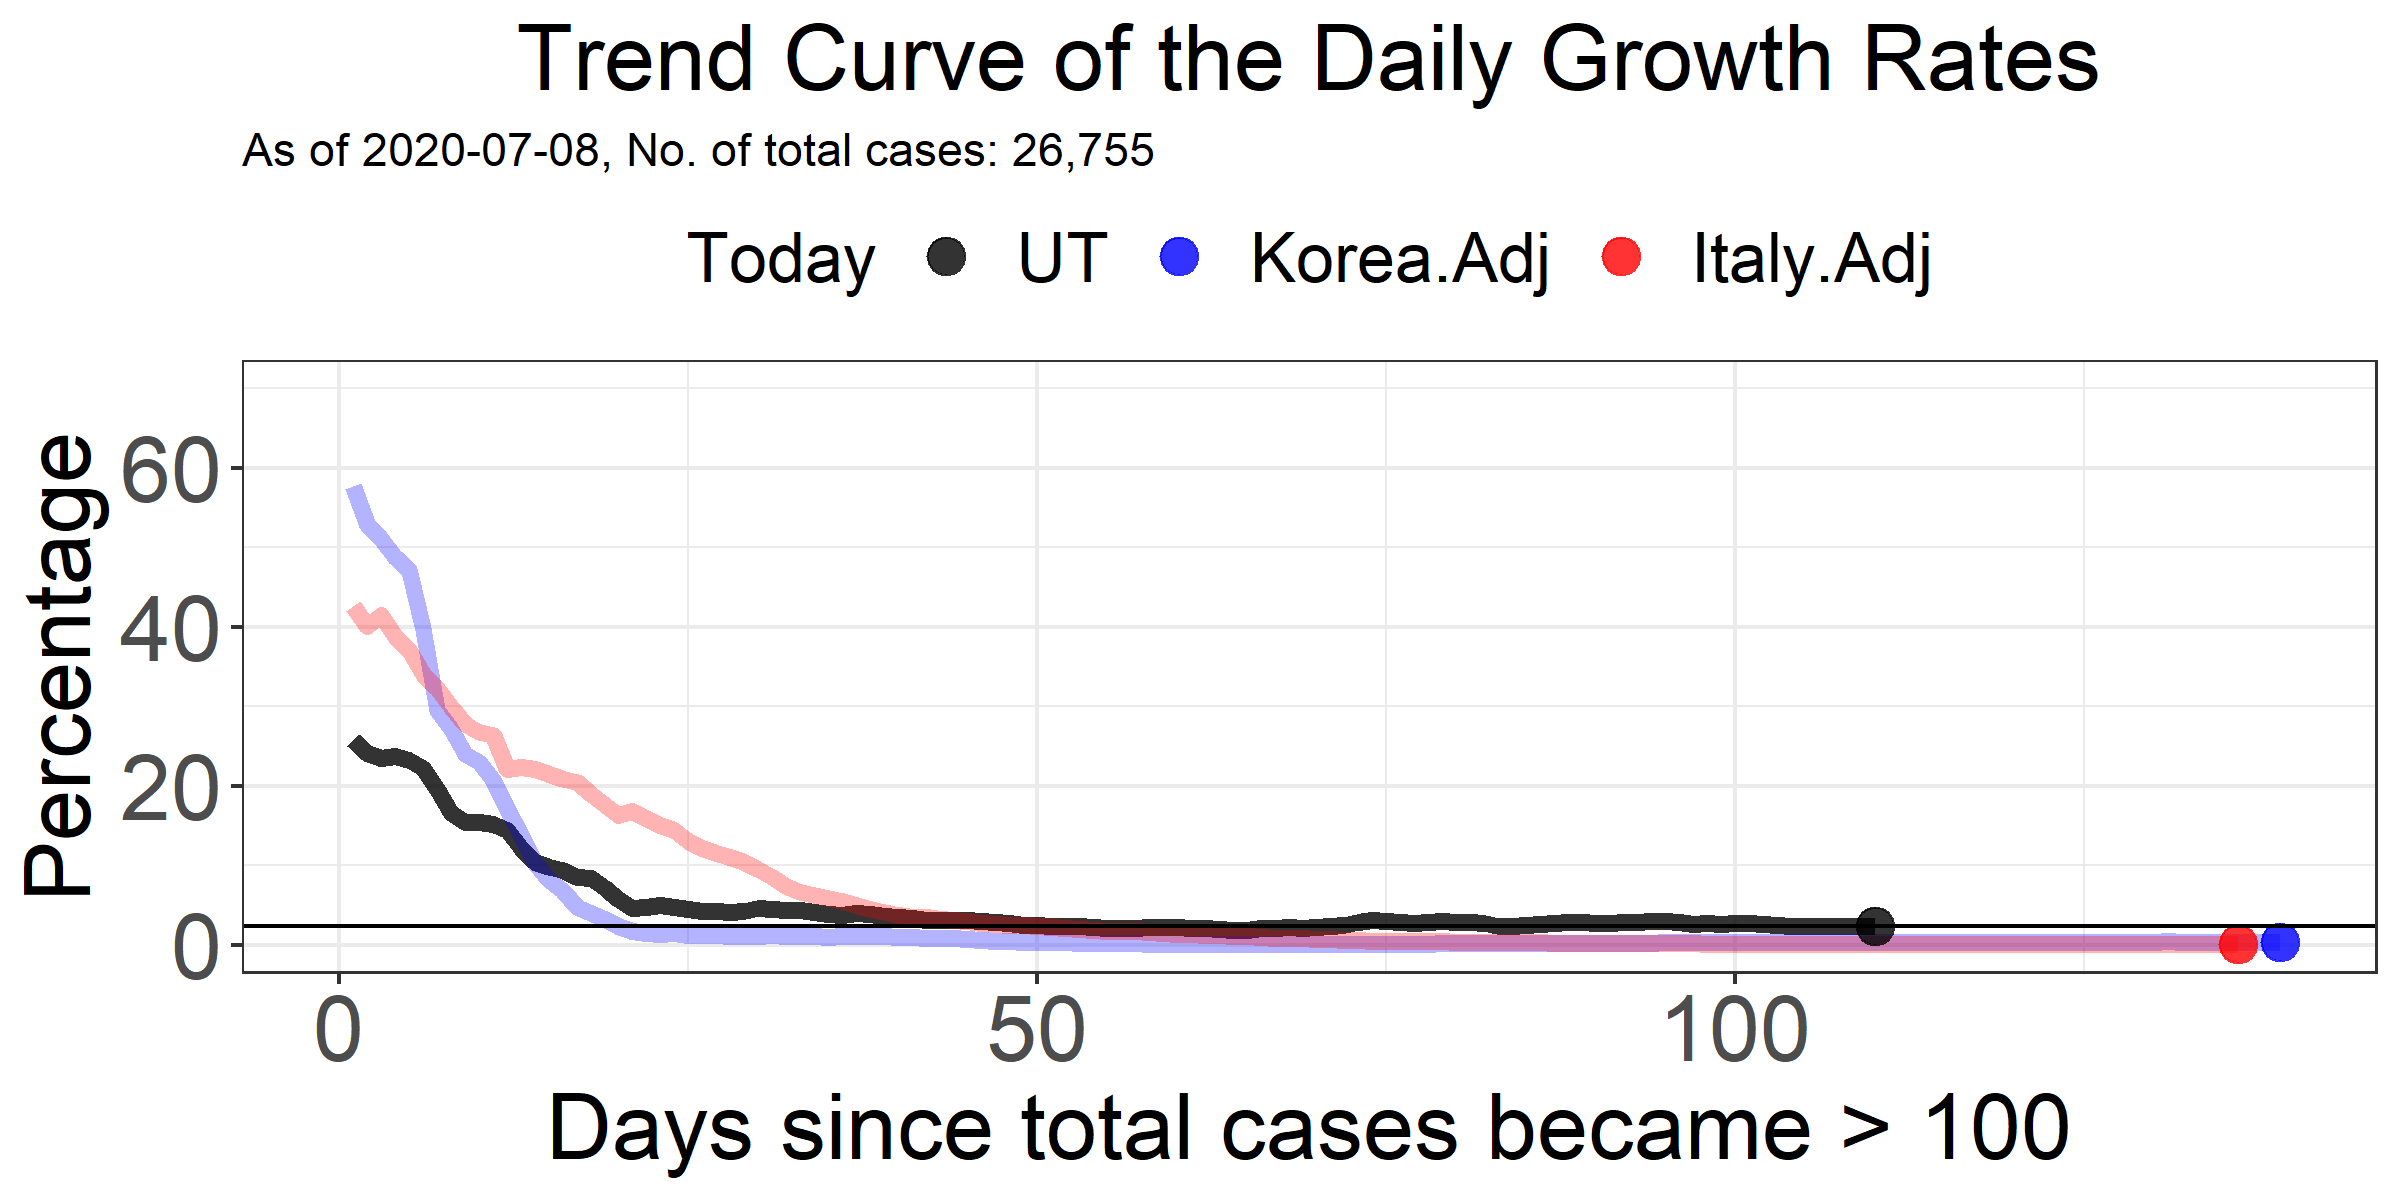 Trend Curve of the Daily Growth Rates
As of 2020-07-08, No. of total cases: 26,755
Today UT Korea.Adj Italy.Adj
Percentage
60
40
20
0
0 50 100
Days since total cases became > 100